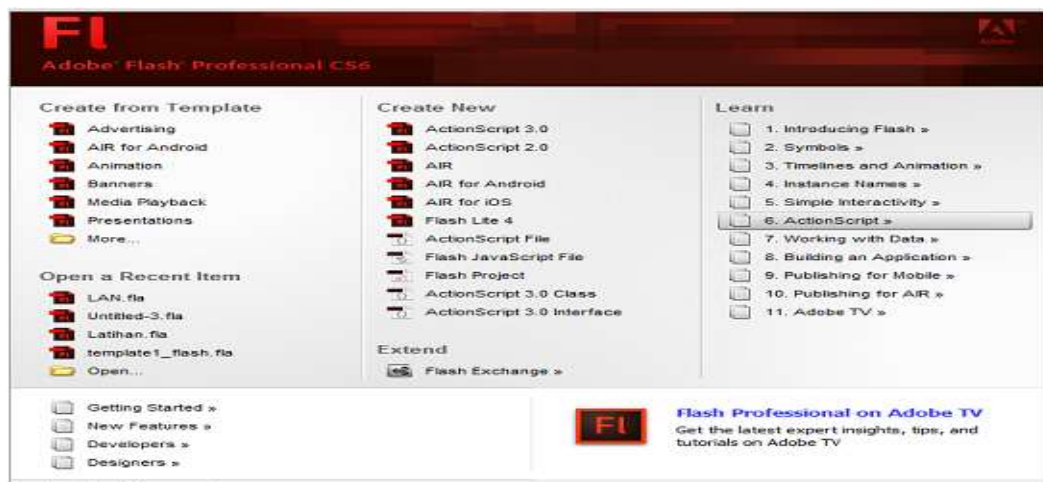 Fl
Adobe
Adobe® Flash® Professional CS6
Create from Template
Advertising
AIR for Android
Animation
Banners
Media Playback
Presentations
More...
Open a Recent Item
LAN.fla
Untitled-3.fla
Latihan.fla
template1_flash.fla
Open...
Create New
ActionScript 3.0
ActionScript 2.0
AIR
AIR for Android
AIR for iOS
Flash Lite 4
ActionScript File
Flash JavaScript File
Flash Project
ActionScript 3.0 Class
ActionScript 3.0 Interface
Extend
Flash Exchange »
Learn
1. Introducing Flash »
2. Symbols »
3. Timelines and Animation »
4. Instance Names »
5. Simple Interactivity »
6. ActionScript »
7. Working with Data »
8. Building an Application »
9. Publishing for Mobile »
10. Publishing for AIR »
11. Adobe TV »
Getting Started »
New Features »
Developers »
Designers »
Fl
Flash Professional on Adobe TV
Get the latest expert insights, tips, and
tutorials on Adobe TV